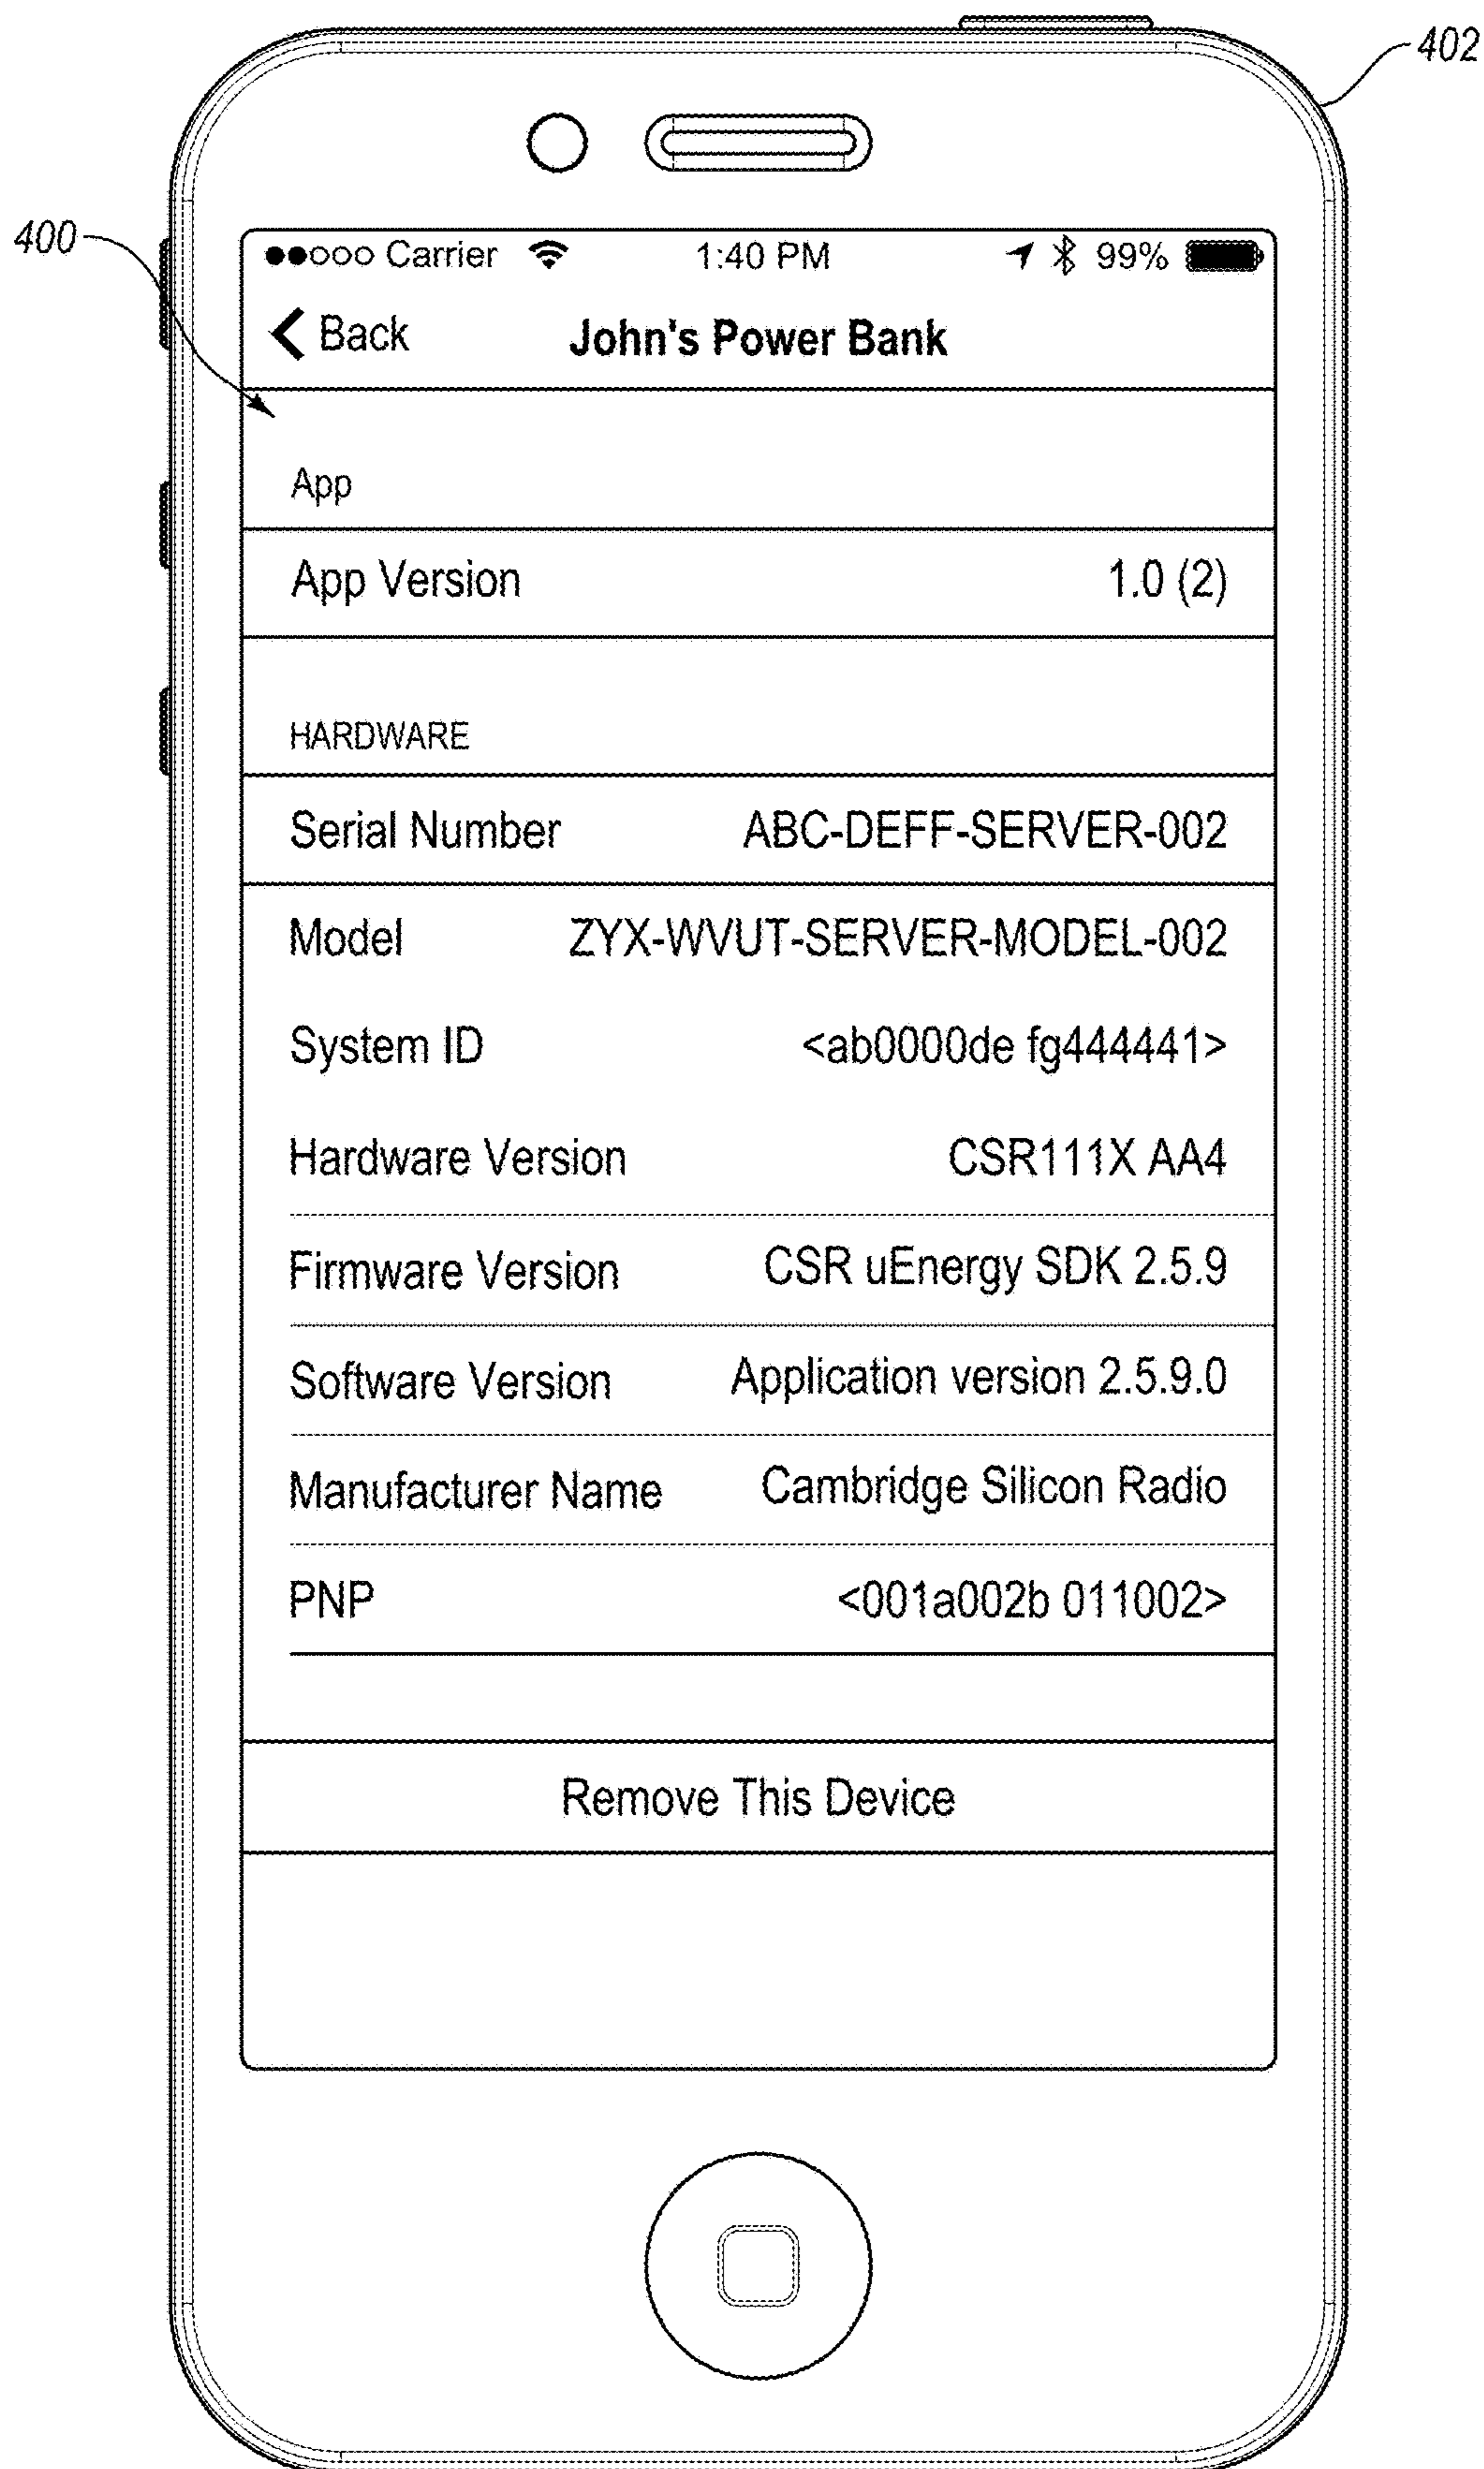 402
400
Carrier 1:40 PM 99%
Back John's Power Bank
App
App Version 1.0 (2)
HARDWARE
Serial Number ABC-DEFF-SERVER-002
Model ZYX-WVUT-SERVER-MODEL-002
System ID <ab0000de fg444441>
Hardware Version CSR111X AA4
Firmware Version CSR uEnergy SDK 2.5.9
Software Version Application version 2.5.9.0
Manufacturer Name Cambridge Silicon Radio
PNP <001a002b 011002>
Remove This Device